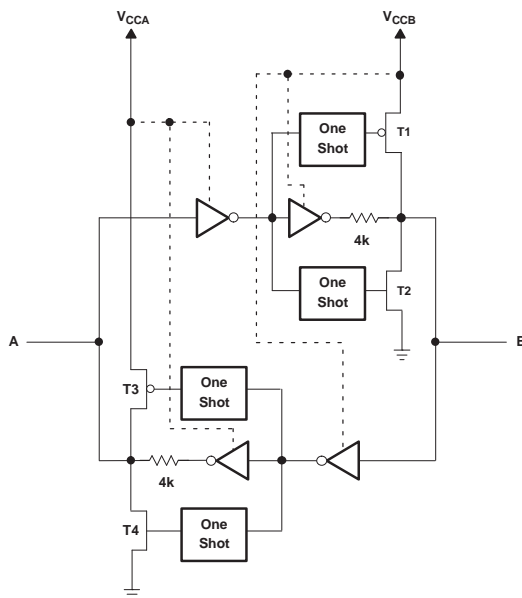 VCCA
VCCB
One
Shot
T1
4k
One
Shot
T2
A
B
T3
One
Shot
4k
T4
One
Shot